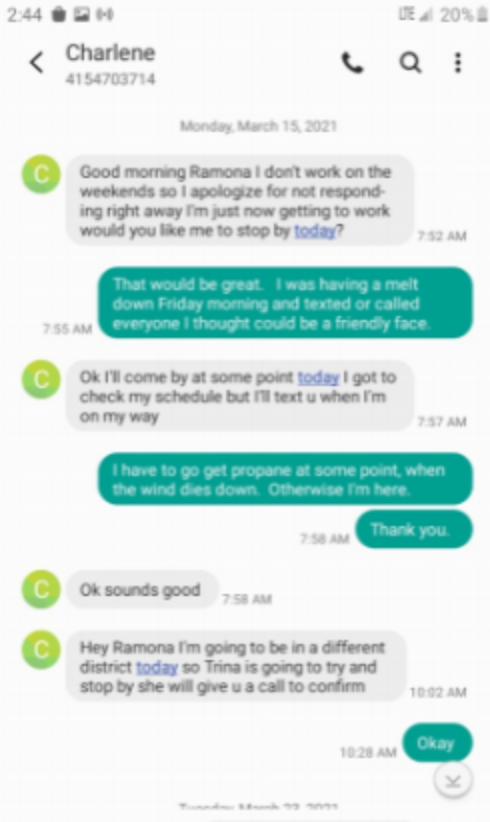 2:44 LTE 20%
Charlene
4154703714
Monday, March 15, 2021
C
Good morning Ramona I don't work on the
weekends so I apologize for not respond-
ing right away I'm just now getting to work
would you like me to stop by today?
7:52 AM
That would be great. I was having a melt
down Friday morning and texted or called
everyone I thought could be a friendly face.
7:55 AM
C
Ok I'll come by at some point today I got to
check my schedule but I'll text u when I'm
on my way
7:57 AM
I have to go get propane at some point, when
the wind dies down. Otherwise I'm here.
Thank you.
7:58 AM
C
Ok sounds good
7:58 AM
C
Hey Ramona I'm going to be in a different
district today so Trina is going to try and
stop by she will give u a call to confirm
10:02 AM
Okay
10:28 AM
Tuesday, March 23, 2021